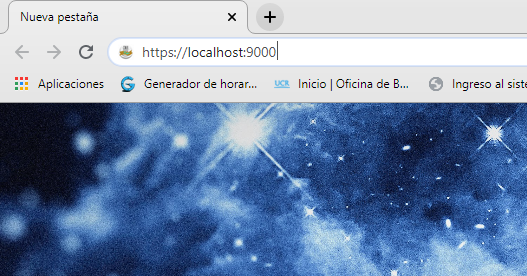 Nueva pestaña
https://localhost:9000
Aplicaciones Generador de horar... UCR Inicio | Oficina de B... Ingreso al siste